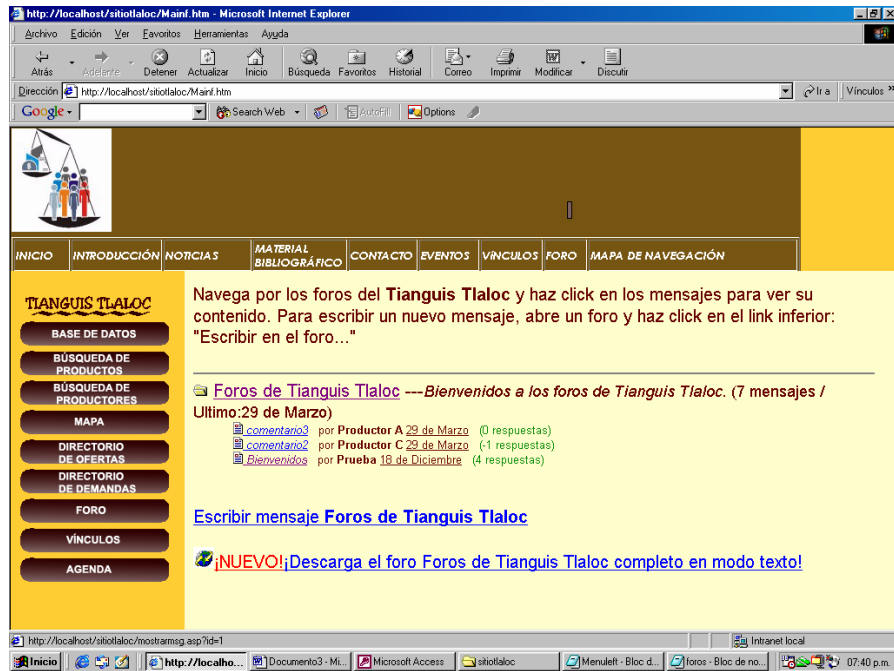 http://localhost/sitiotlaloc/Mainf.htm - Microsoft Internet Explorer
Archivo Edición Ver Favoritos Herramientas Ayuda
Atrás Adelante Detener Actualizar Inicio Búsqueda Favoritos Historial Correo Imprimir Modificar Discutir
Dirección http://localhost/sitiotlaloc/Mainf.htm Ir a Vínculos »
Google Search Web AutoFill Options
INICIO INTRODUCCIÓN NOTICIAS MATERIAL BIBLIOGRÁFICO CONTACTO EVENTOS VíNCULOS FORO MAPA DE NAVEGACIÓN
TIANGUIS TLALOC
BASE DE DATOS
BÚSQUEDA DE
PRODUCTOS
BÚSQUEDA DE
PRODUCTORES
MAPA
DIRECTORIO
DE OFERTAS
DIRECTORIO
DE DEMANDAS
FORO
VÍNCULOS
AGENDA
Navega por los foros del Tianguis Tlaloc y haz click en los mensajes para ver su
contenido. Para escribir un nuevo mensaje, abre un foro y haz click en el link inferior:
"Escribir en el foro..."
Foros de Tianguis Tlaloc ---Bienvenidos a los foros de Tianguis Tlaloc. (7 mensajes /
Ultimo:29 de Marzo)
comentario3 por Productor A 29 de Marzo (0 respuestas)
comentario2 por Productor C 29 de Marzo (-1 respuestas)
Bienvenidos por Prueba 18 de Diciembre (4 respuestas)
Escribir mensaje Foros de Tianguis Tlaloc
¡NUEVO!¡Descarga el foro Foros de Tianguis Tlaloc completo en modo texto!
http://localhost/sitiotlaloc/mostrarmsg.asp?id=1 Intranet local
Inicio http://localho... Documento3 - Mi... Microsoft Access sitiotlaloc Menuleft - Bloc d... foros - Bloc de no... 07:40 p.m.